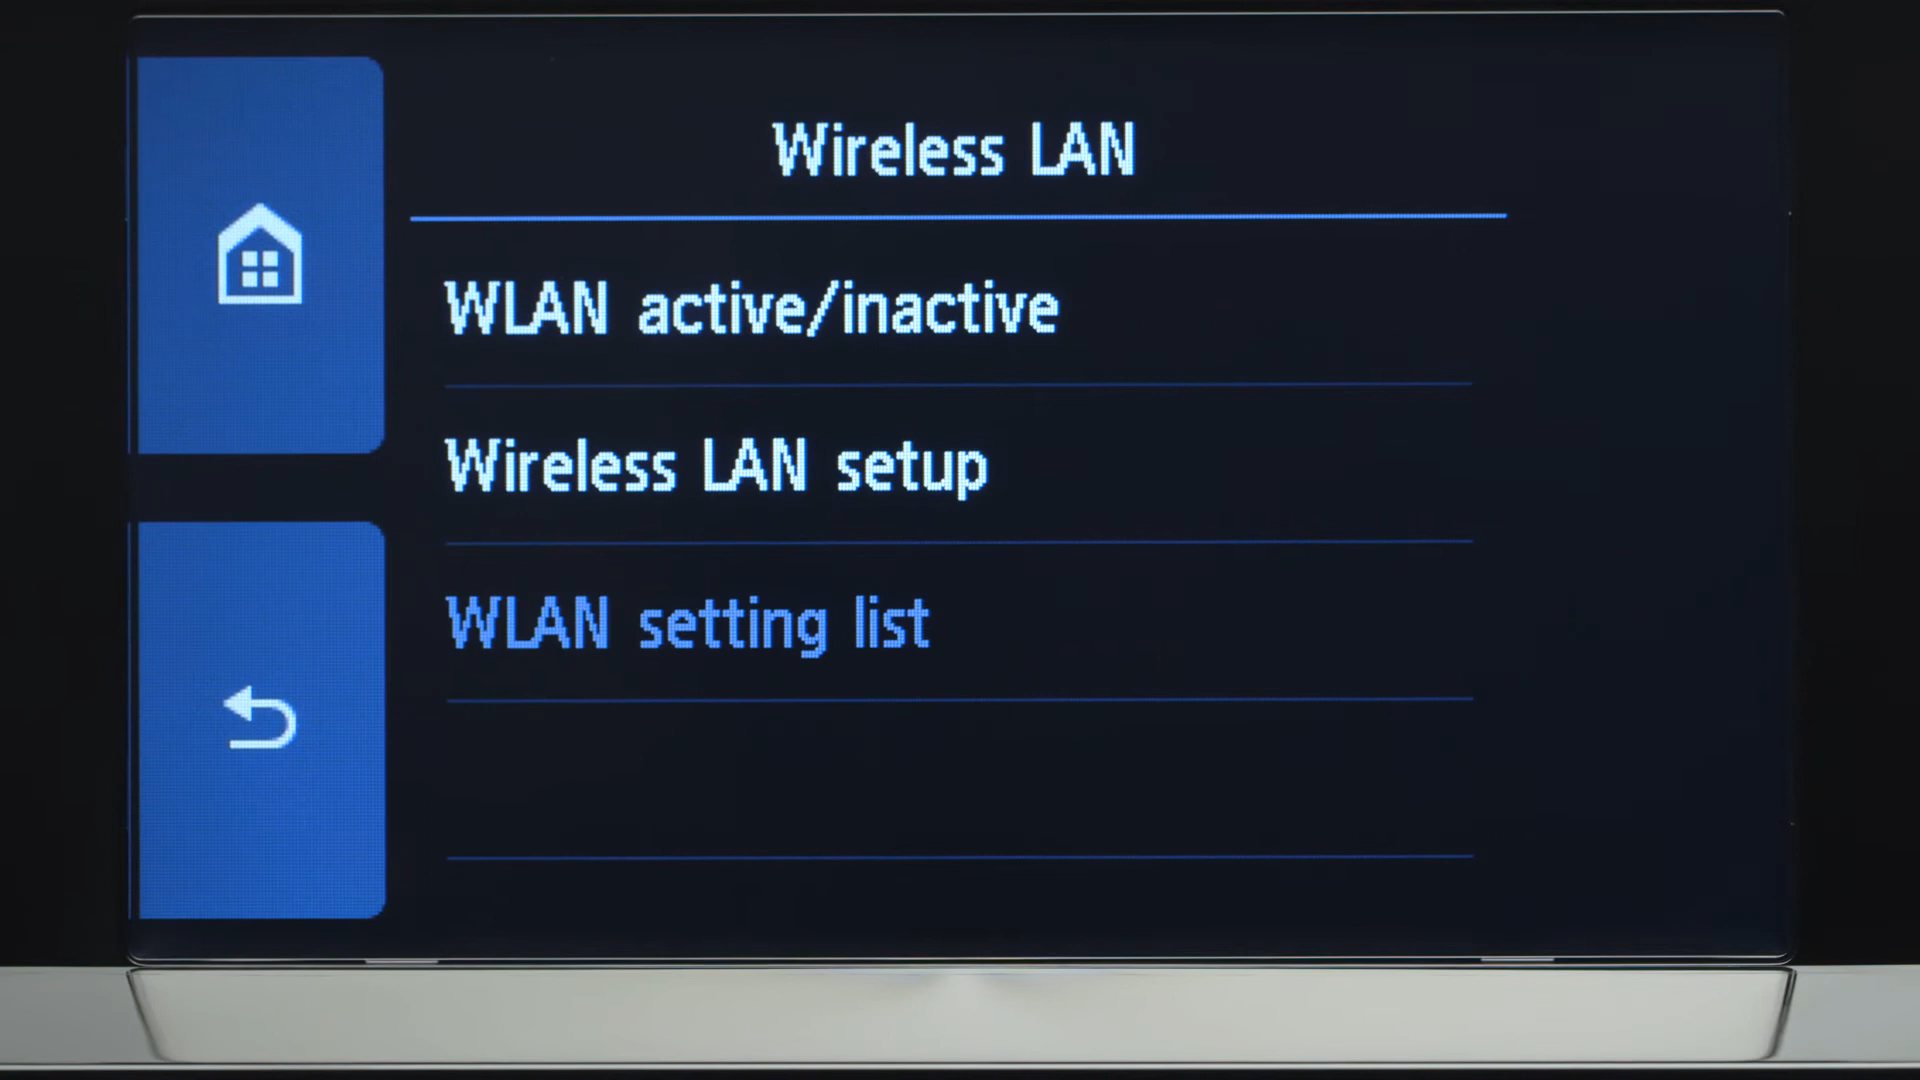 Wireless LAN
WLAN active/inactive
Wireless LAN setup
WLAN setting list